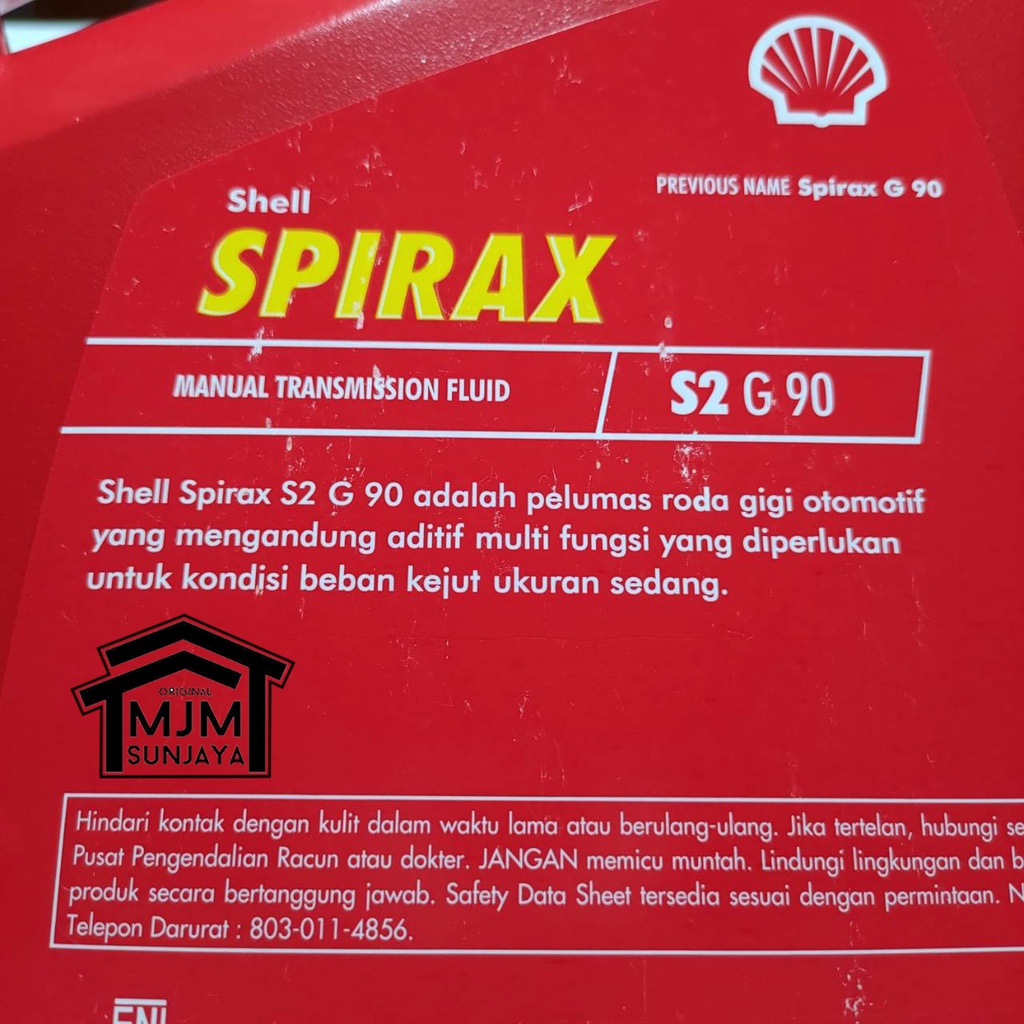 PREVIOUS NAME Spirax G 90
Shell
SPIRAX
MANUAL TRANSMISSION FLUID
S2 G 90
Shell Spirax S2 G 90 adalah pelumas roda gigi otomotif
yang mengandung aditif multi fungsi yang diperlukan
untuk kondisi beban kejut ukuran sedang.
ORIGINAL
MJM
SUNJAYA
Hindari kontak dengan kulit dalam waktu lama atau berulang-ulang. Jika tertelan, hubungi
Pusat Pengendalian Racun atau dokter. JANGAN memicu muntah. Lindungi lingkungan dan
produk secara bertanggung jawab. Safety Data Sheet tersedia sesuai dengan permintaan.
Telepon Darurat : 803-011-4856.